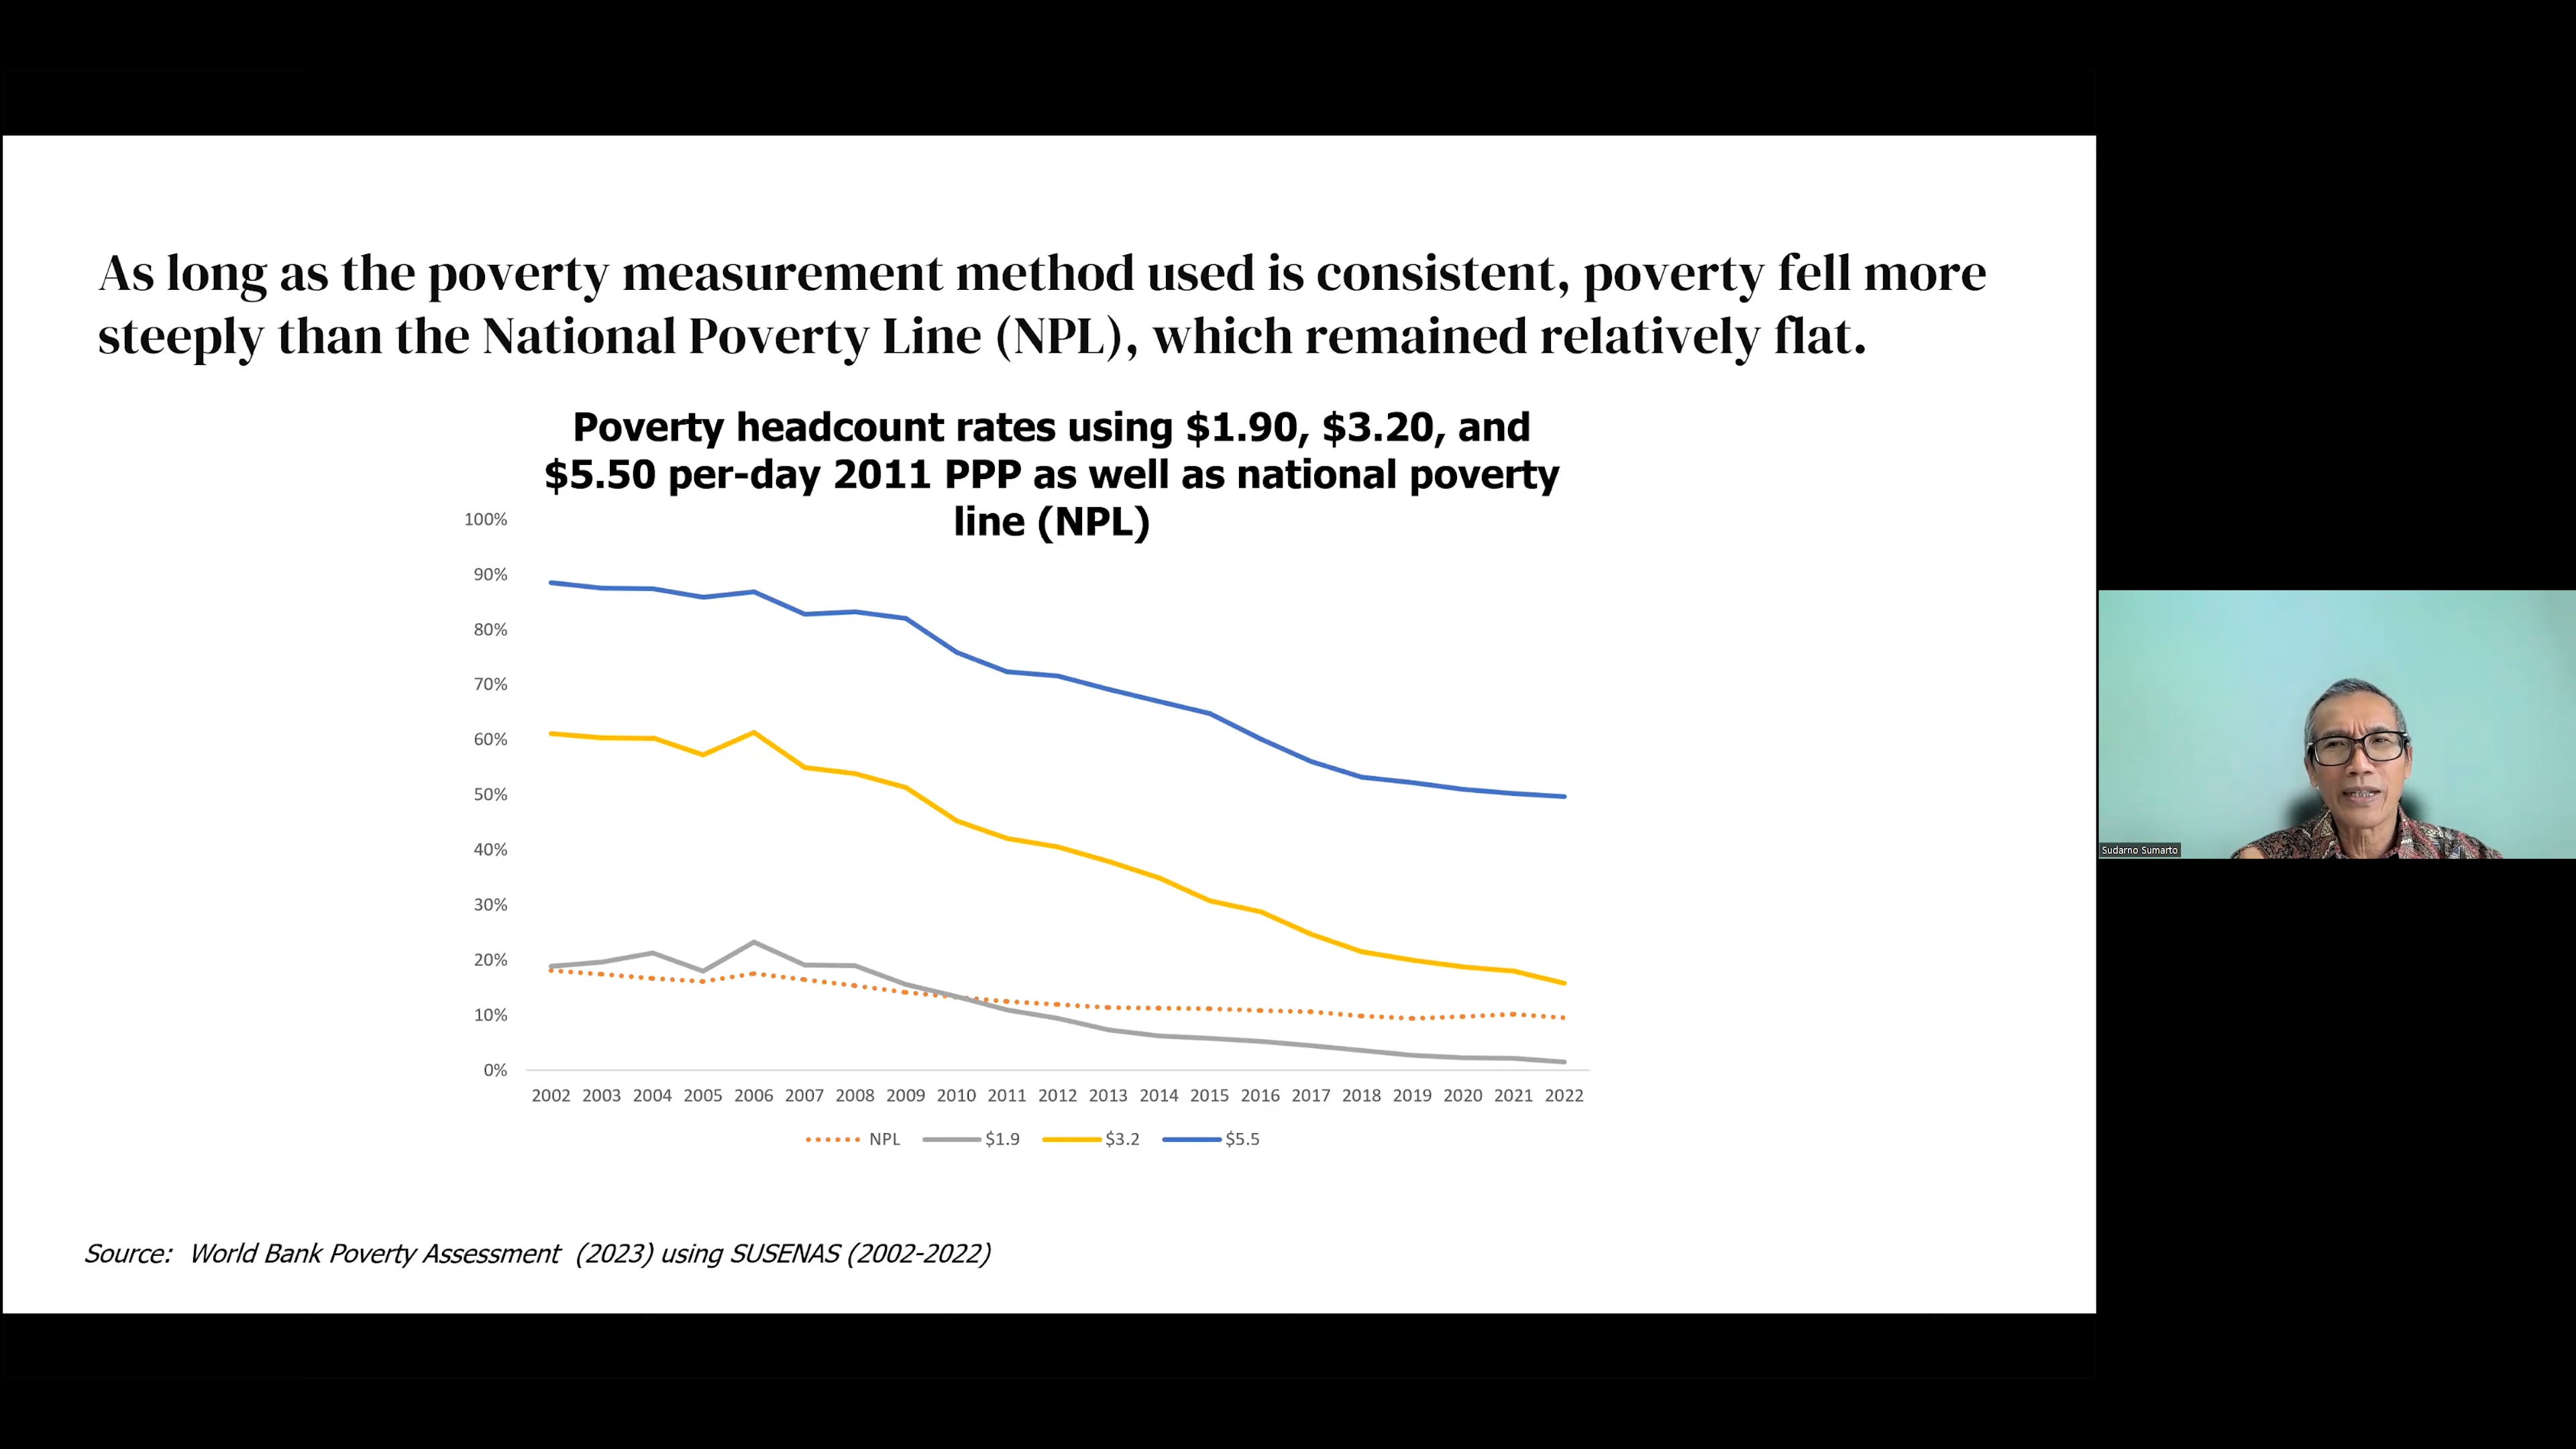 As long as the poverty measurement method used is consistent, poverty fell more
steeply than the National Poverty Line (NPL), which remained relatively flat.
Poverty headcount rates using $1.90, $3.20, and
$5.50 per-day 2011 PPP as well as national poverty
line (NPL)
100%
90%
80%
70%
60%
50%
40%
30%
20%
10%
0%
2002 2003 2004 2005 2006 2007 2008 2009 2010 2011 2012 2013 2014 2015 2016 2017 2018 2019 2020 2021 2022
NPL $1.9 $3.2 $5.5
Source: World Bank Poverty Assessment (2023) using SUSENAS (2002-2022)
Sudarno Sumarto